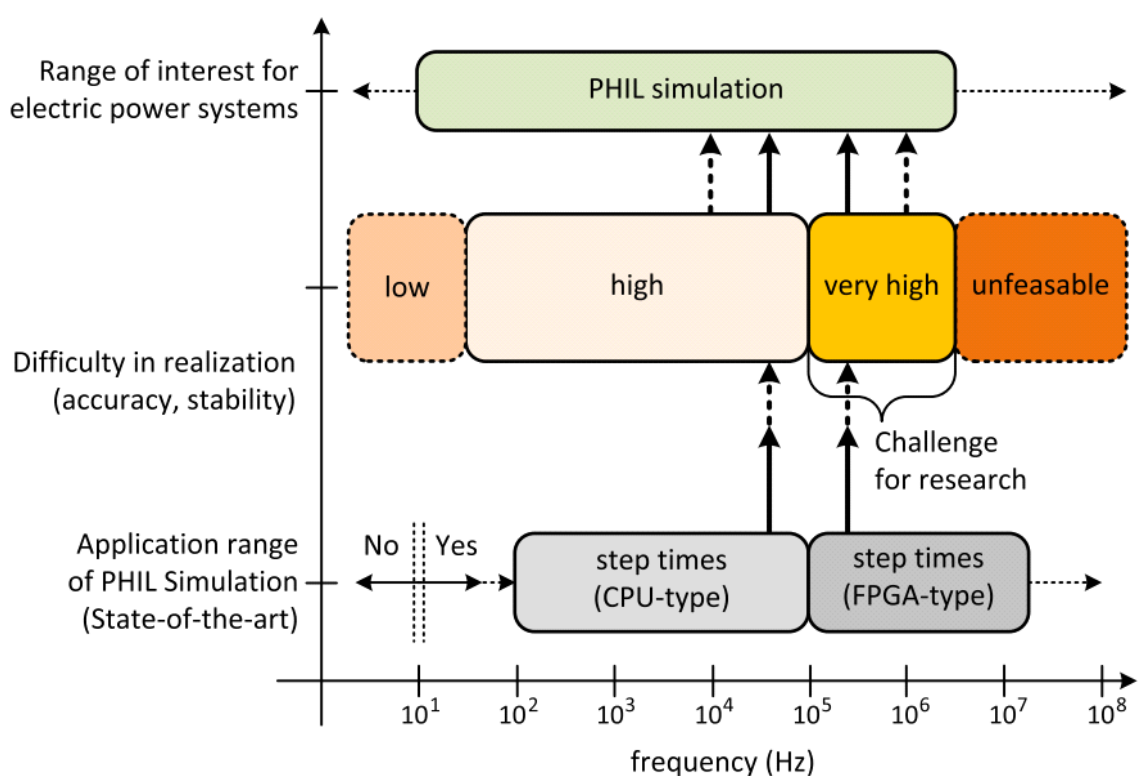 Range of interest for
electric power systems
PHIL simulation
low
high
very high
unfeasable
Difficulty in realization
(accuracy, stability)
Challenge
for research
Application range
of PHIL Simulation
(State-of-the-art)
No
Yes
step times
(CPU-type)
step times
(FPGA-type)
10¹ 10² 10³ 10⁴ 10⁵ 10⁶ 10⁷ 10⁸
frequency (Hz)